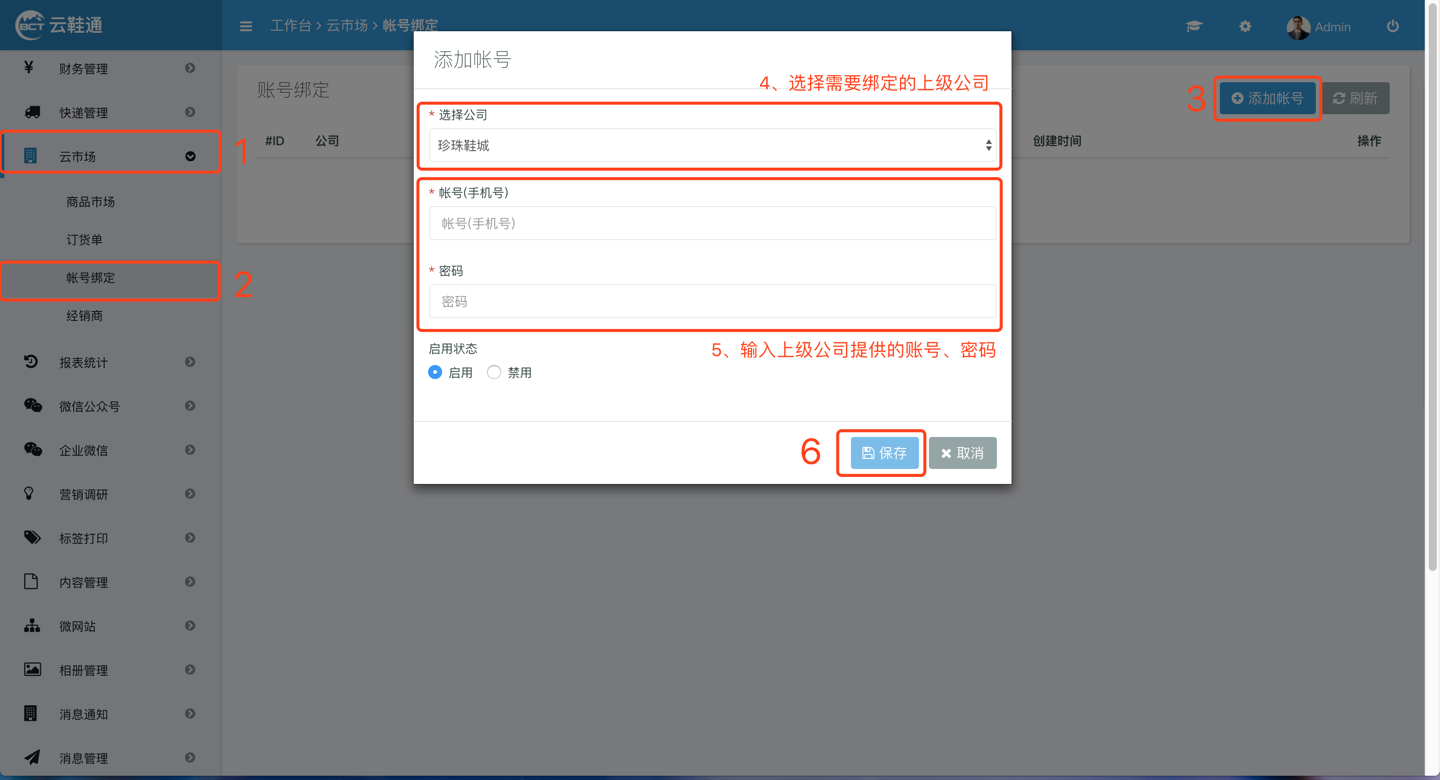 BCT 云鞋通
工作台 > 云市场 > 帐号绑定
Admin
¥ 财务管理
快递管理
云市场
1
商品市场
订货单
帐号绑定
2
经销商
报表统计
微信公众号
企业微信
营销调研
标签打印
内容管理
微网站
相册管理
消息通知
消息管理
账号绑定
3
添加帐号
刷新
#ID 公司 创建时间 操作
添加帐号
4、选择需要绑定的上级公司
* 选择公司
珍珠鞋城
* 帐号(手机号)
帐号(手机号)
* 密码
密码
5、输入上级公司提供的账号、密码
启用状态
启用 禁用
6
保存
取消